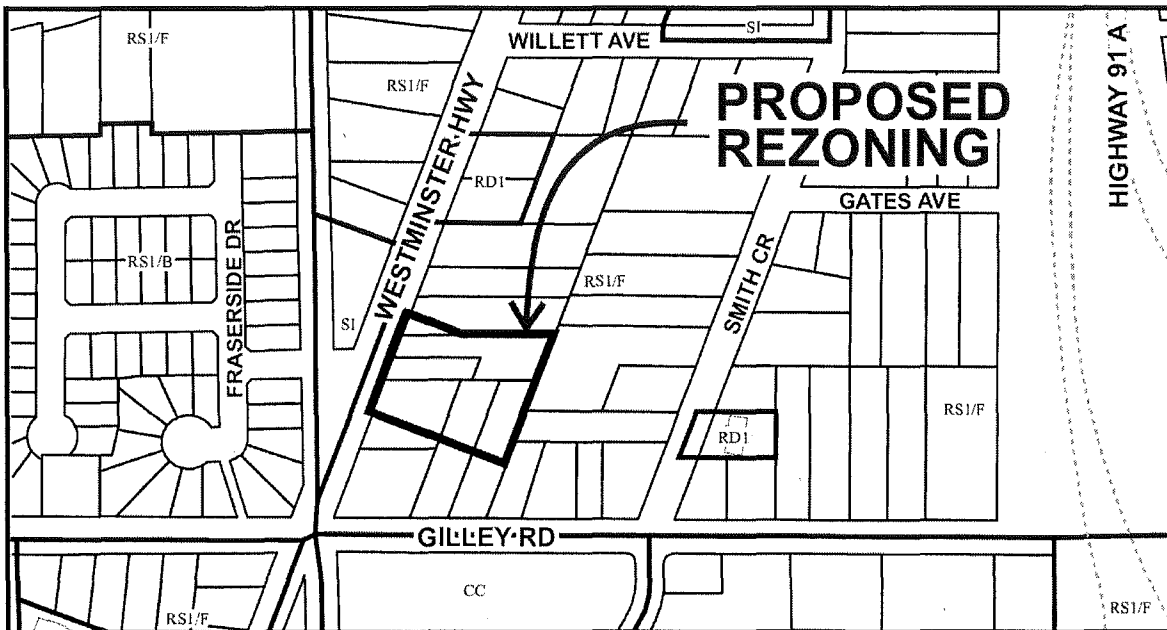 RS1/F
SI
WILLETT AVE
RS1/F
WESTMINSTER HWY
HIGHWAY 91 A
PROPOSED
REZONING
RD1
GATES AVE
RS1/B
FRASERSIDE DR
RS1/F
SMITH CR
SI
RS1/F
RD1
GILLEY RD
CC
RS1/F
RS1/F